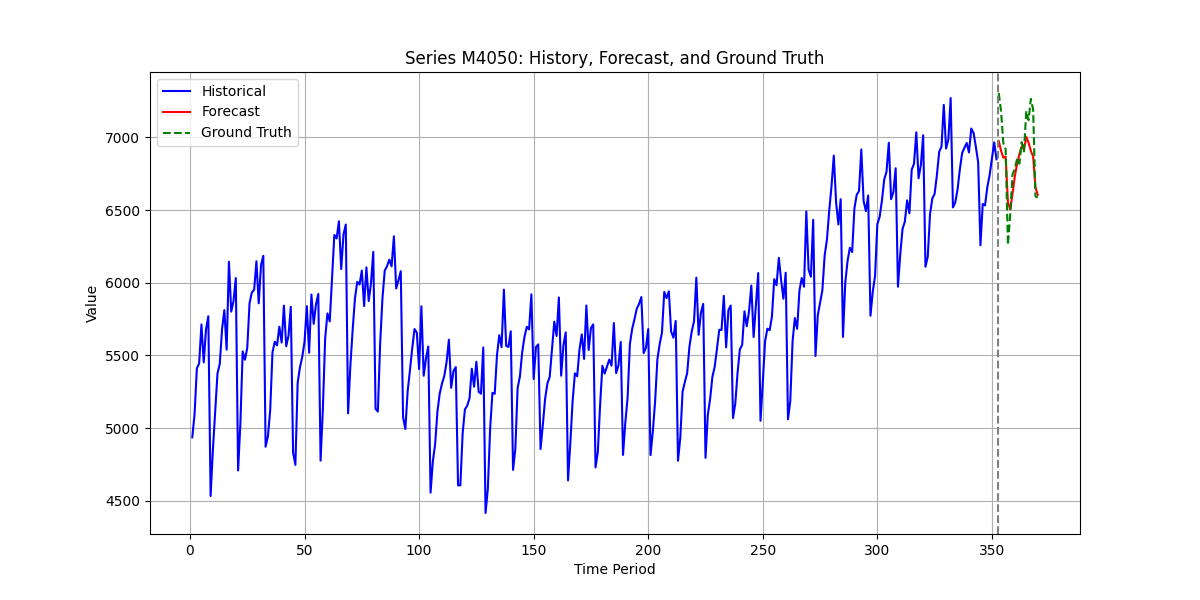 Series M4050: History, Forecast, and Ground Truth
Historical
Forecast
Ground Truth
Value
7000
6500
6000
5500
5000
4500
0 50 100 150 200 250 300 350
Time Period